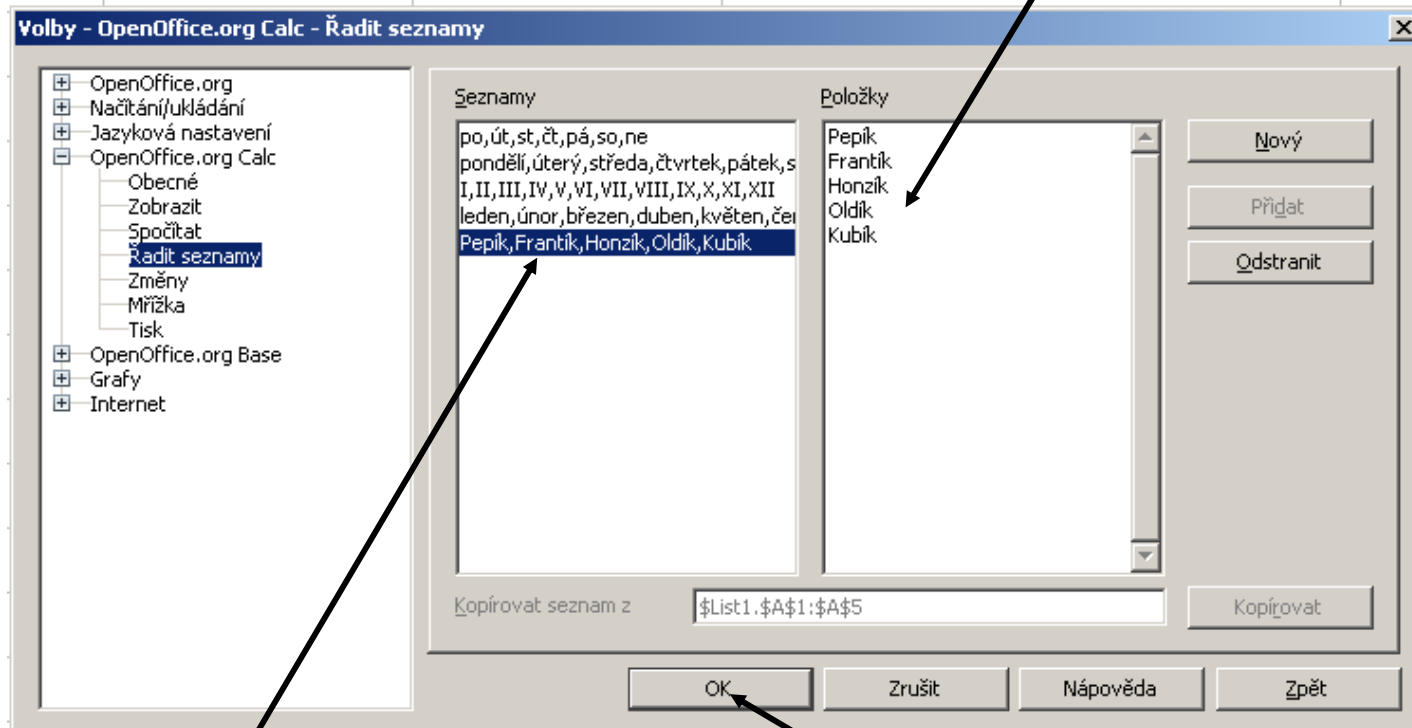 Volby - OpenOffice.org Calc - Řadit seznamy
OpenOffice.org
Načítání/ukládání
Jazyková nastavení
OpenOffice.org Calc
Obecné
Zobrazit
Spočítat
Řadit seznamy
Změny
Mřížka
Tisk
OpenOffice.org Base
Grafy
Internet
Seznamy
po,út,st,čt,pá,so,ne
pondělí,úterý,středa,čtvrtek,pátek,s
I,II,III,IV,V,VI,VII,VIII,IX,X,XI,XII
leden,únor,březen,duben,květen,čer
Pepík,Frantík,Honzík,Oldík,Kubík
Položky
Pepík
Frantík
Honzík
Oldík
Kubík
Nový
Přidat
Odstranit
Kopírovat seznam z
$List1.$A$1:$A$5
Kopírovat
OK
Zrušit
Nápověda
Zpět